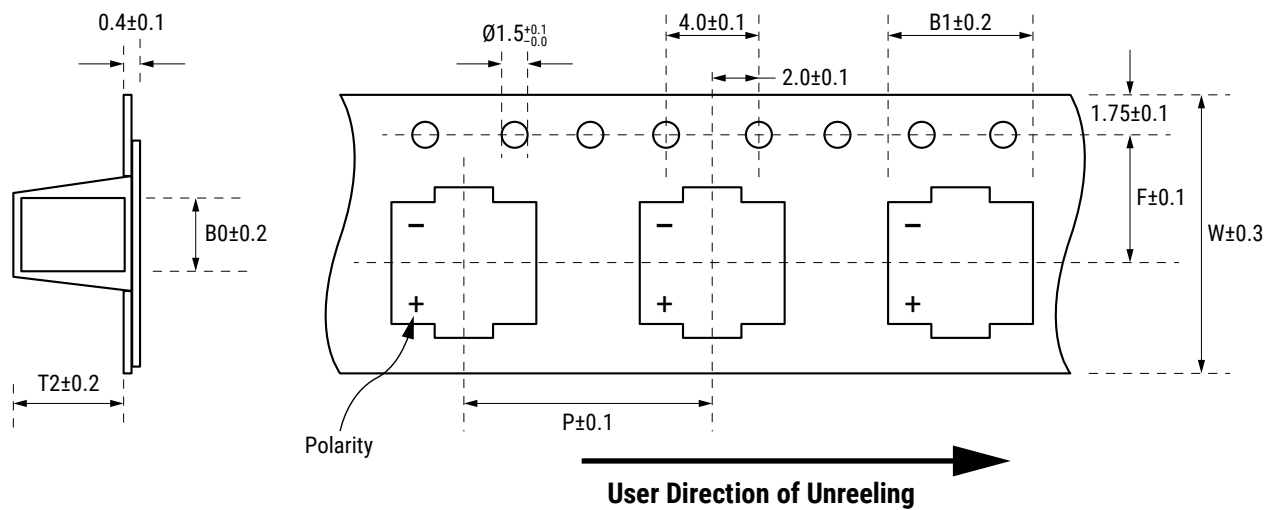 0.4±0.1
Ø1.5+0.1
−0.0
4.0±0.1
B1±0.2
2.0±0.1
1.75±0.1
F±0.1
B0±0.2
W±0.3
− − −
+ + +
T2±0.2
P±0.1
Polarity
User Direction of Unreeling